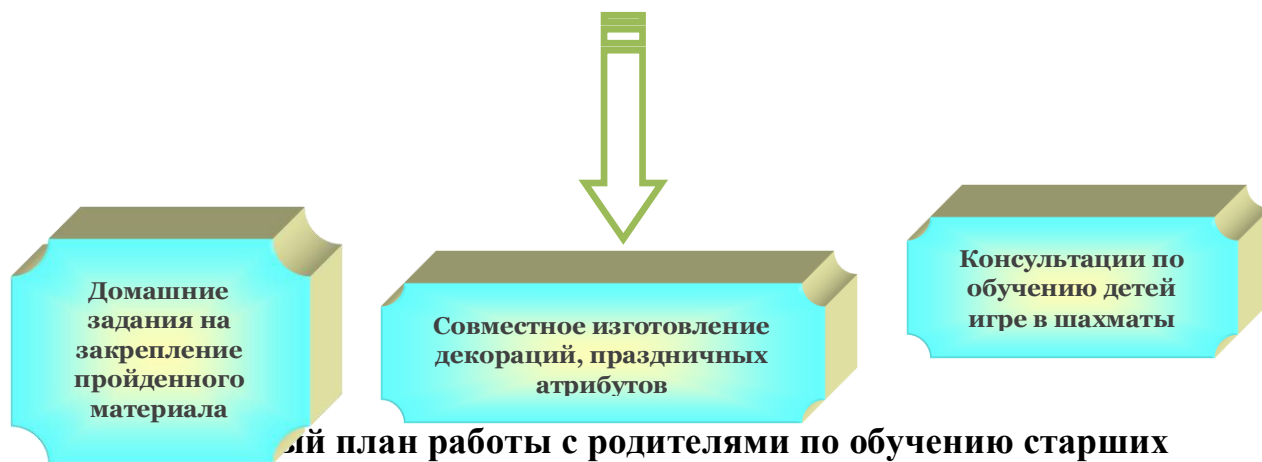 Домашние
задания на
закрепление
пройденного
материала
Совместное изготовление
декораций, праздничных
атрибутов
Консультации по
обучению детей
игре в шахматы
план работы с родителями по обучению старших